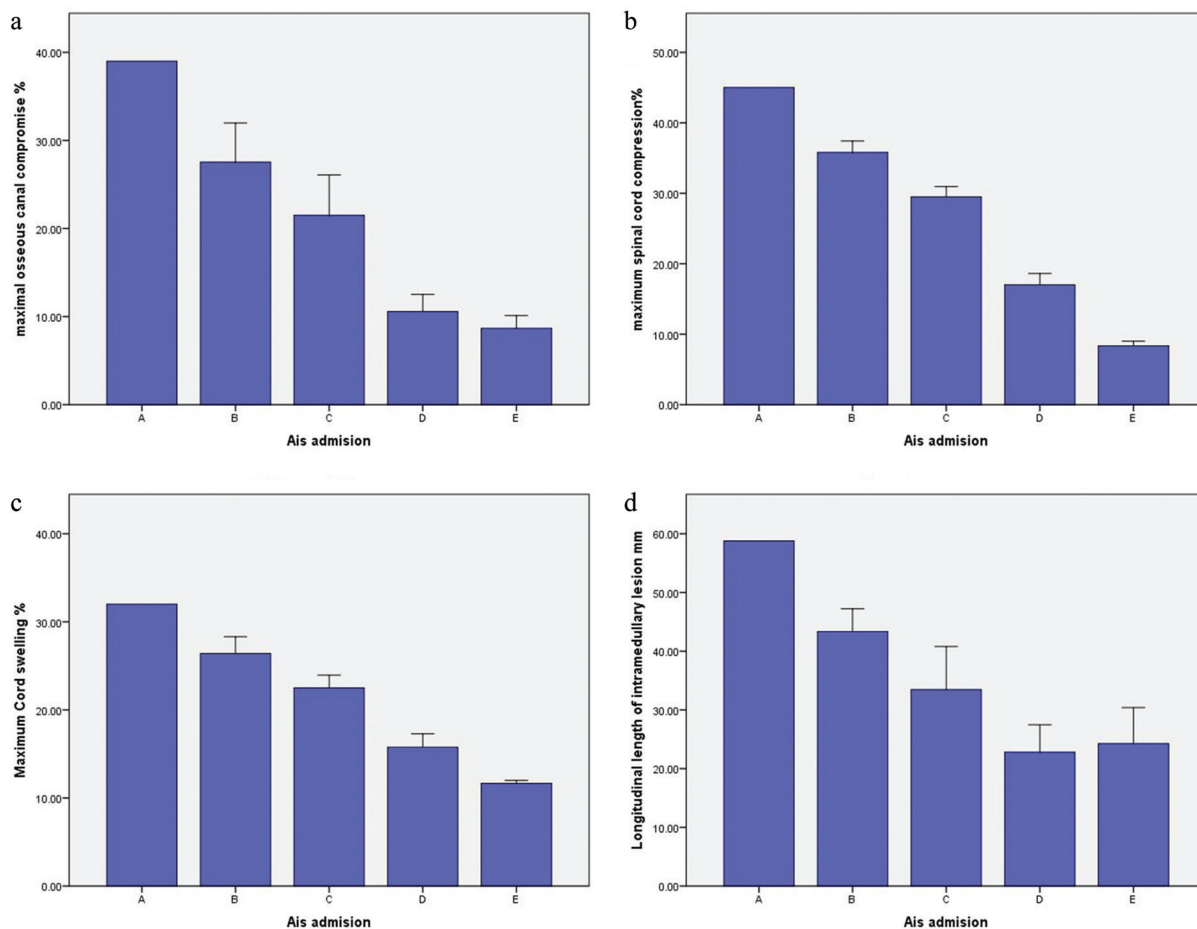 a
maximal osseous canal compromise %
40.00
30.00
20.00
10.00
0.00
A B C D E
Ais admision
b
maximum spinal cord compression%
50.00
40.00
30.00
20.00
10.00
0.00
A B C D E
Ais admision
c
Maximum Cord swelling %
40.00
30.00
20.00
10.00
0.00
A B C D E
Ais admision
d
Longitudinal length of intramedullary lesion mm
60.00
50.00
40.00
30.00
20.00
10.00
0.00
A B C D E
Ais admision